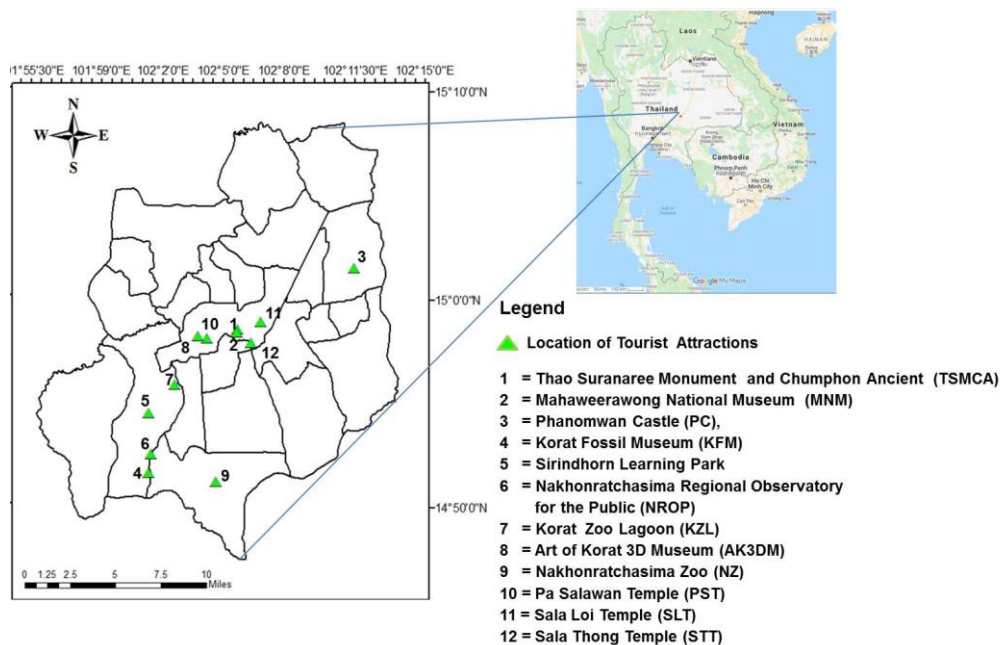 01°55'30"E 101°59'0"E 102°2'20"E 102°5'0"E 102°8'0"E 102°11'30"E 102°15'0"E
15°10'0"N
N
W E
S
3
15°0'0"N
11
10 1
8 2 12
7
5
6
4 9
14°50'0"N
0 1.25 2.5 5 7.5 10
Miles
Laos
Vientiane
Thailand
Bangkok
Vietnam
Cambodia
Phnom Penh
Ho Chi
Minh City
Gulf of
Thailand
Google My Maps
Legend
Location of Tourist Attractions
1 = Thao Suranaree Monument and Chumphon Ancient (TSMCA)
2 = Mahaweerawong National Museum (MNM)
3 = Phanomwan Castle (PC),
4 = Korat Fossil Museum (KFM)
5 = Sirindhorn Learning Park
6 = Nakhonratchasima Regional Observatory
for the Public (NROP)
7 = Korat Zoo Lagoon (KZL)
8 = Art of Korat 3D Museum (AK3DM)
9 = Nakhonratchasima Zoo (NZ)
10 = Pa Salawan Temple (PST)
11 = Sala Loi Temple (SLT)
12 = Sala Thong Temple (STT)